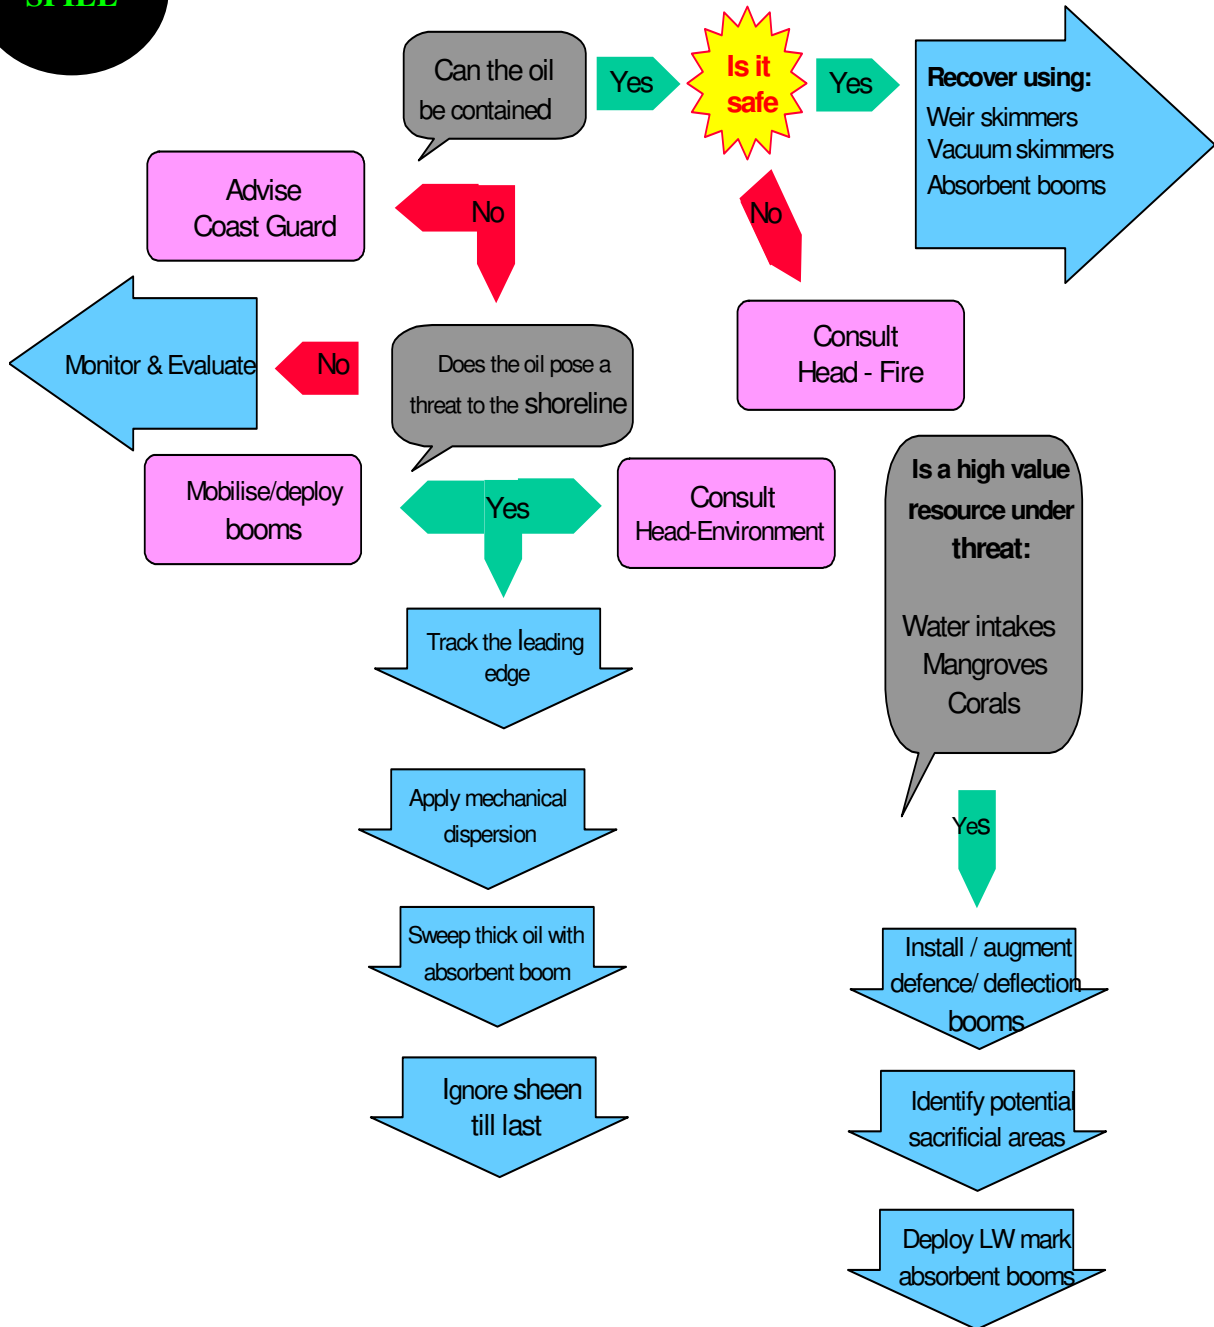 SPILL
Can the oil
be contained
Yes
Is it
safe
Yes
Recover using:
Weir skimmers
Vacuum skimmers
Absorbent booms
Advise
Coast Guard
No
No
Consult
Head - Fire
Monitor & Evaluate
No
Does the oil pose a
threat to the shoreline
Mobilise/deploy
booms
Yes
Consult
Head-Environment
Is a high value
resource under
threat:
Water intakes
Mangroves
Corals
Track the leading
edge
Apply mechanical
dispersion
Yes
Sweep thick oil with
absorbent boom
Install / augment
defence/ deflection
booms
Ignore sheen
till last
Identify potential
sacrificial areas
Deploy LW mark
absorbent booms